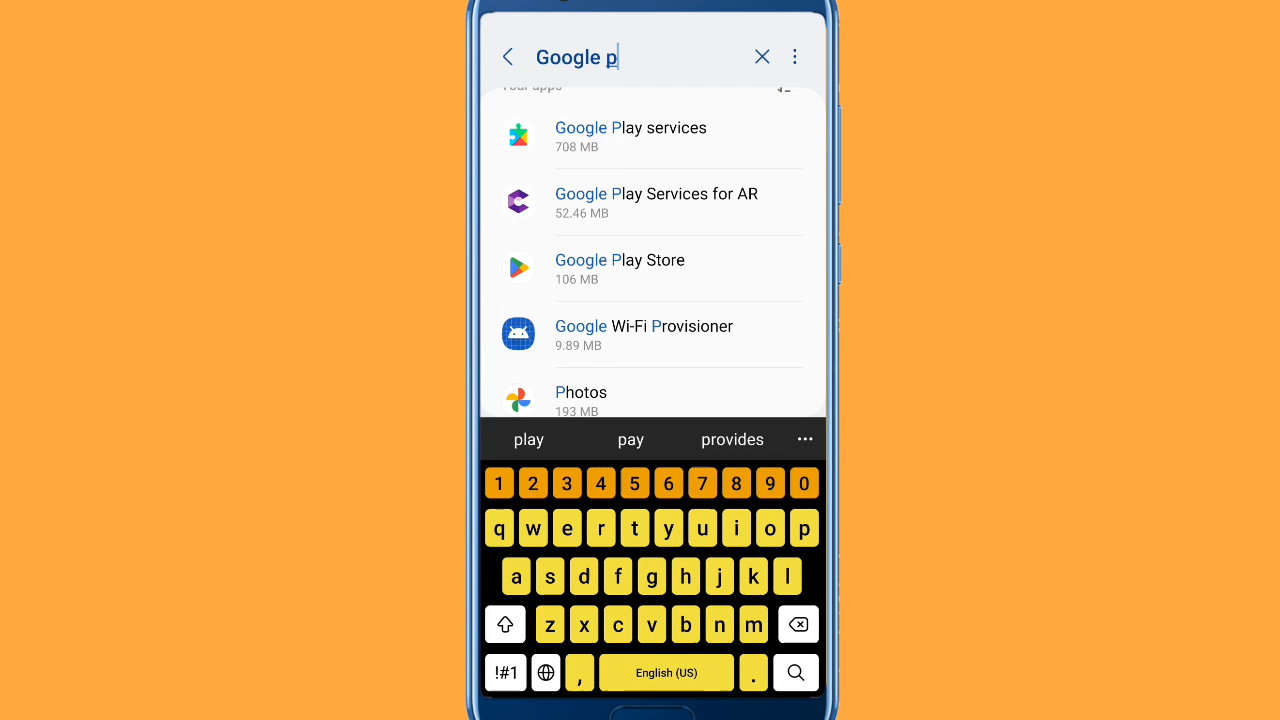 Google p
Your apps
Google Play services
708 MB
Google Play Services for AR
52.46 MB
Google Play Store
106 MB
Google Wi-Fi Provisioner
9.89 MB
Photos
193 MB
play pay provides
1 2 3 4 5 6 7 8 9 0
q w e r t y u i o p
a s d f g h j k l
z x c v b n m
!#1 , English (US) .